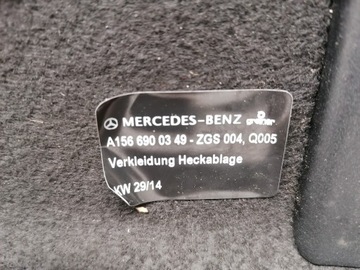 MERCEDES-BENZ
A156 690 03 49 - ZGS 004, Q005
Verkleidung Heckablage
KW 29/14